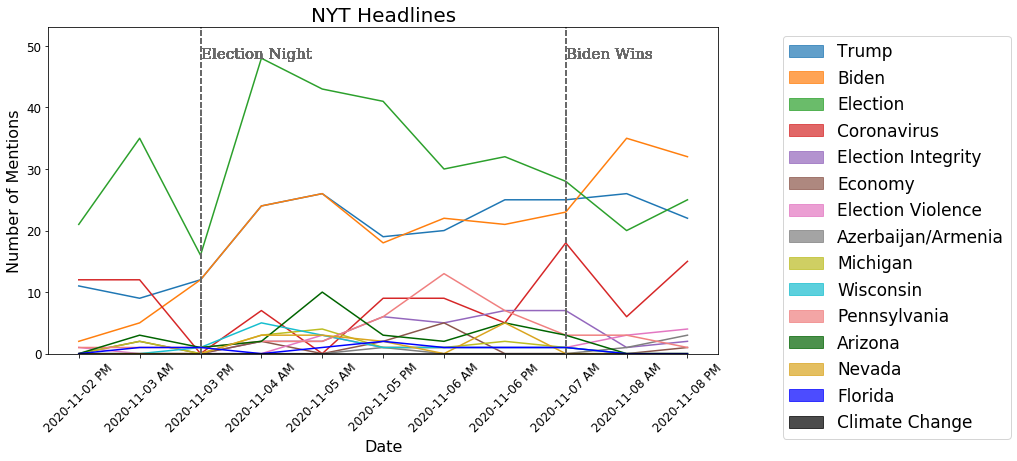 NYT Headlines
Number of Mentions
50
40
30
20
10
0
Election Night
Biden Wins
2020-11-02 PM
2020-11-03 AM
2020-11-03 PM
2020-11-04 AM
2020-11-05 AM
2020-11-05 PM
2020-11-06 AM
2020-11-06 PM
2020-11-07 AM
2020-11-08 AM
2020-11-08 PM
Date
Trump
Biden
Election
Coronavirus
Election Integrity
Economy
Election Violence
Azerbaijan/Armenia
Michigan
Wisconsin
Pennsylvania
Arizona
Nevada
Florida
Climate Change